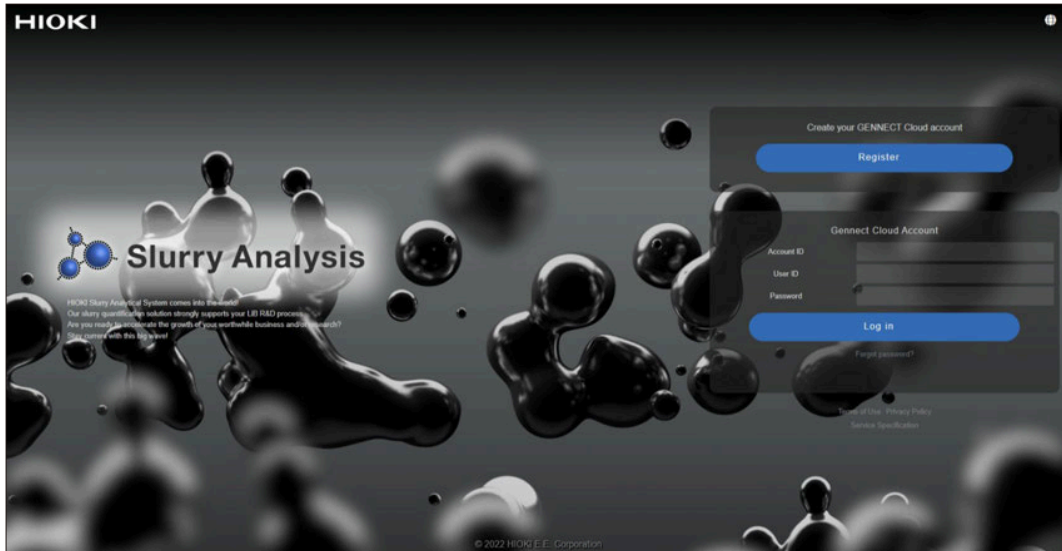 HIOKI
Create your GENNECT Cloud account
Register
Slurry Analysis
HIOKI Slurry Analytical System comes into the world!
Our slurry quantification solution strongly supports your LIB R&D process.
Are you ready to accelerate the growth of your worthwhile business and/or research?
Stay current with this big wave!
Gennect Cloud Account
Account ID
User ID
Password
Log in
Forgot password?
Terms of Use Privacy Policy
Service Specification
© 2022 HIOKI E.E. Corporation